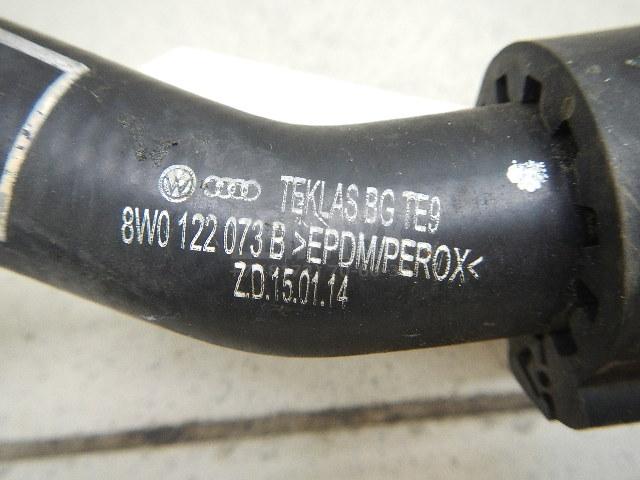 TEKLAS BG TE9
8W0 122 073 B >EPDM/PEROX<
Z.D.15.01.14